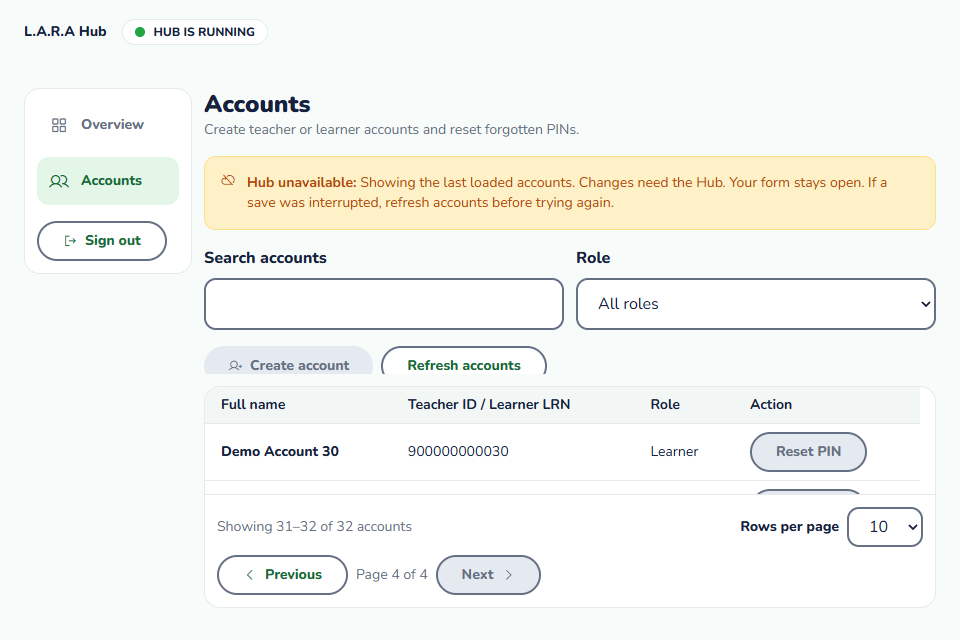 L.A.R.A Hub
HUB IS RUNNING
Overview
Accounts
Sign out
Accounts
Create teacher or learner accounts and reset forgotten PINs.
Hub unavailable: Showing the last loaded accounts. Changes need the Hub. Your form stays open. If a
save was interrupted, refresh accounts before trying again.
Search accounts
Role
All roles
Create account
Refresh accounts
Full name Teacher ID / Learner LRN Role Action
Demo Account 30 900000000030 Learner Reset PIN
Showing 31–32 of 32 accounts
Rows per page 10
Previous Page 4 of 4 Next